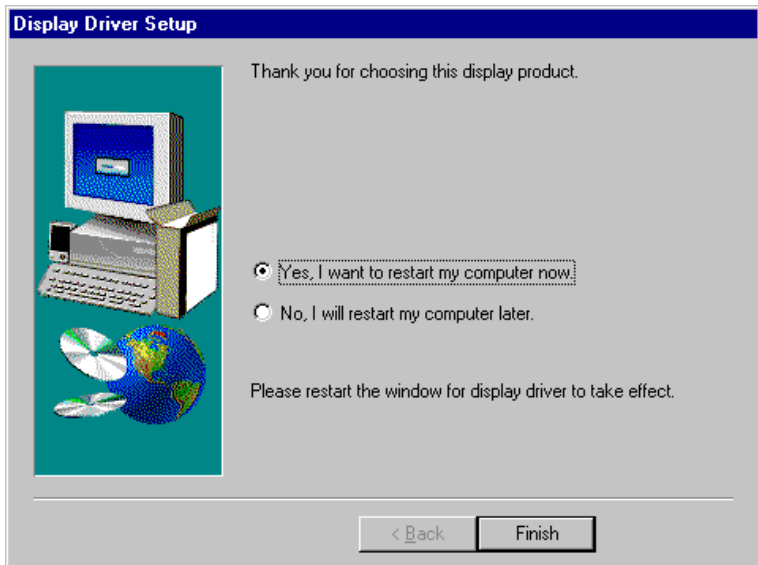 Display Driver Setup
Thank you for choosing this display product.
Yes, I want to restart my computer now.
No, I will restart my computer later.
Please restart the window for display driver to take effect.
< Back
Finish